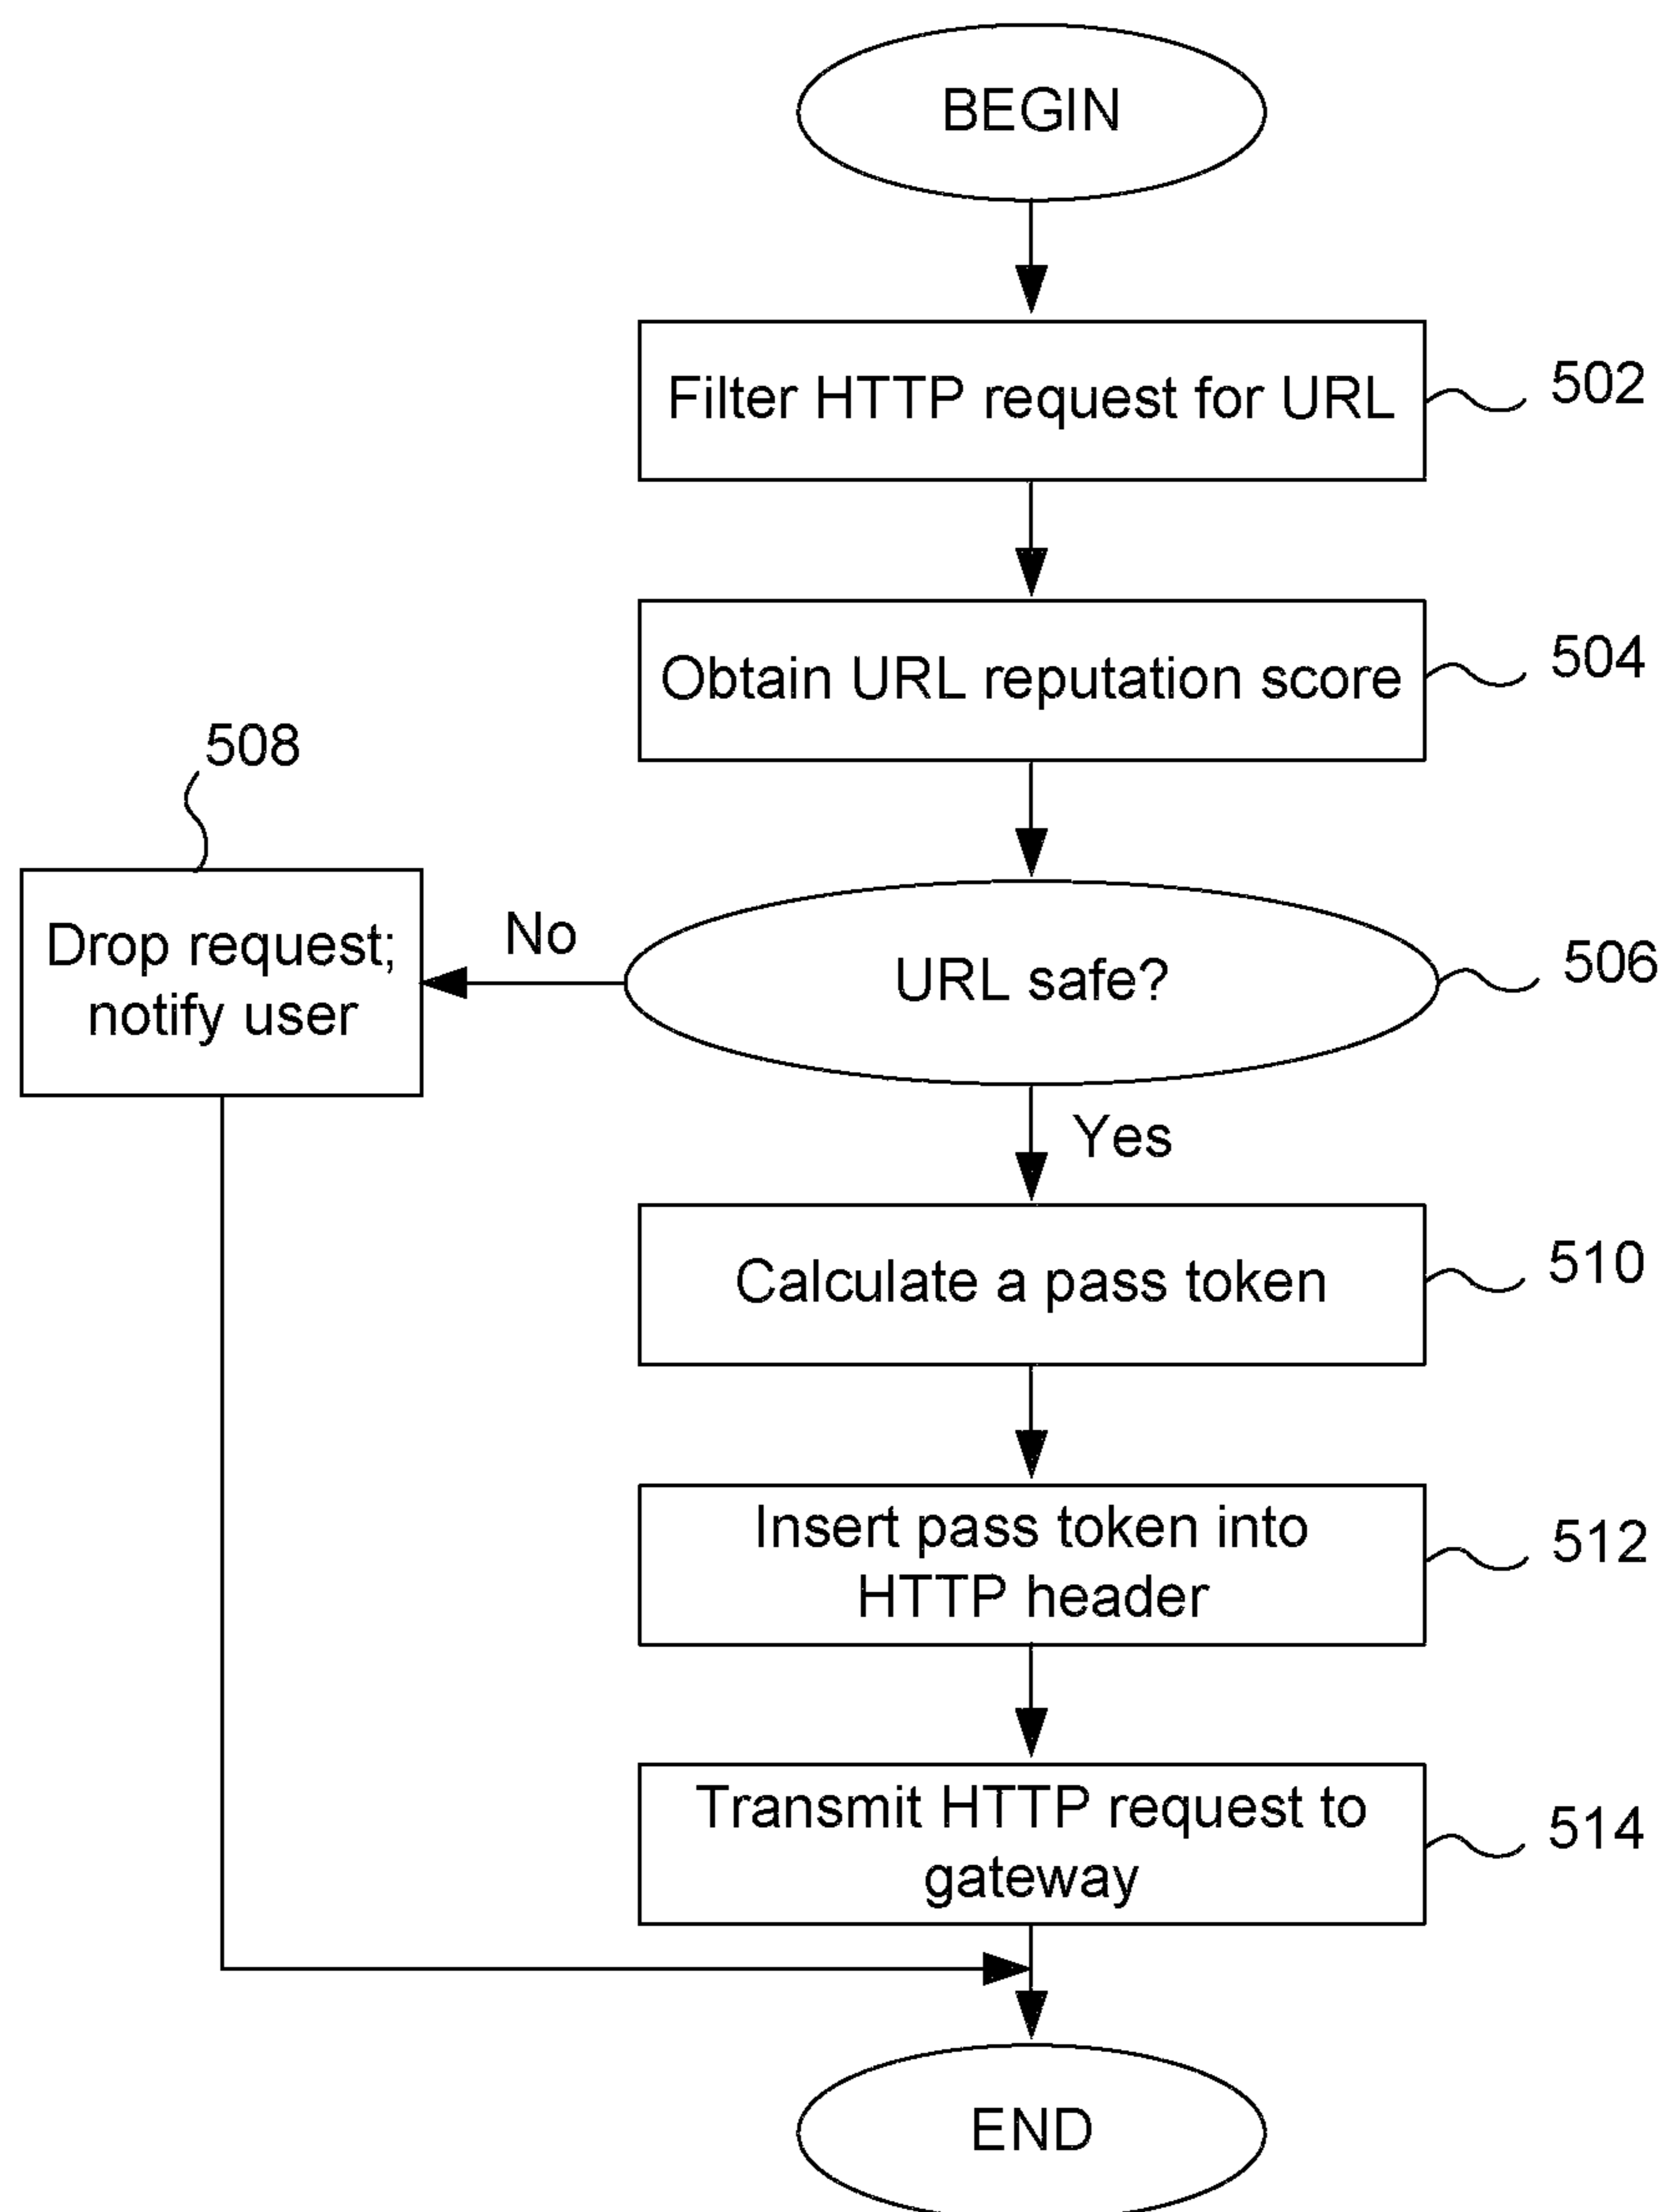 BEGIN
Filter HTTP request for URL
502
Obtain URL reputation score
504
508
Drop request;
notify user
No
URL safe?
506
Yes
Calculate a pass token
510
Insert pass token into
HTTP header
512
Transmit HTTP request to
gateway
514
END